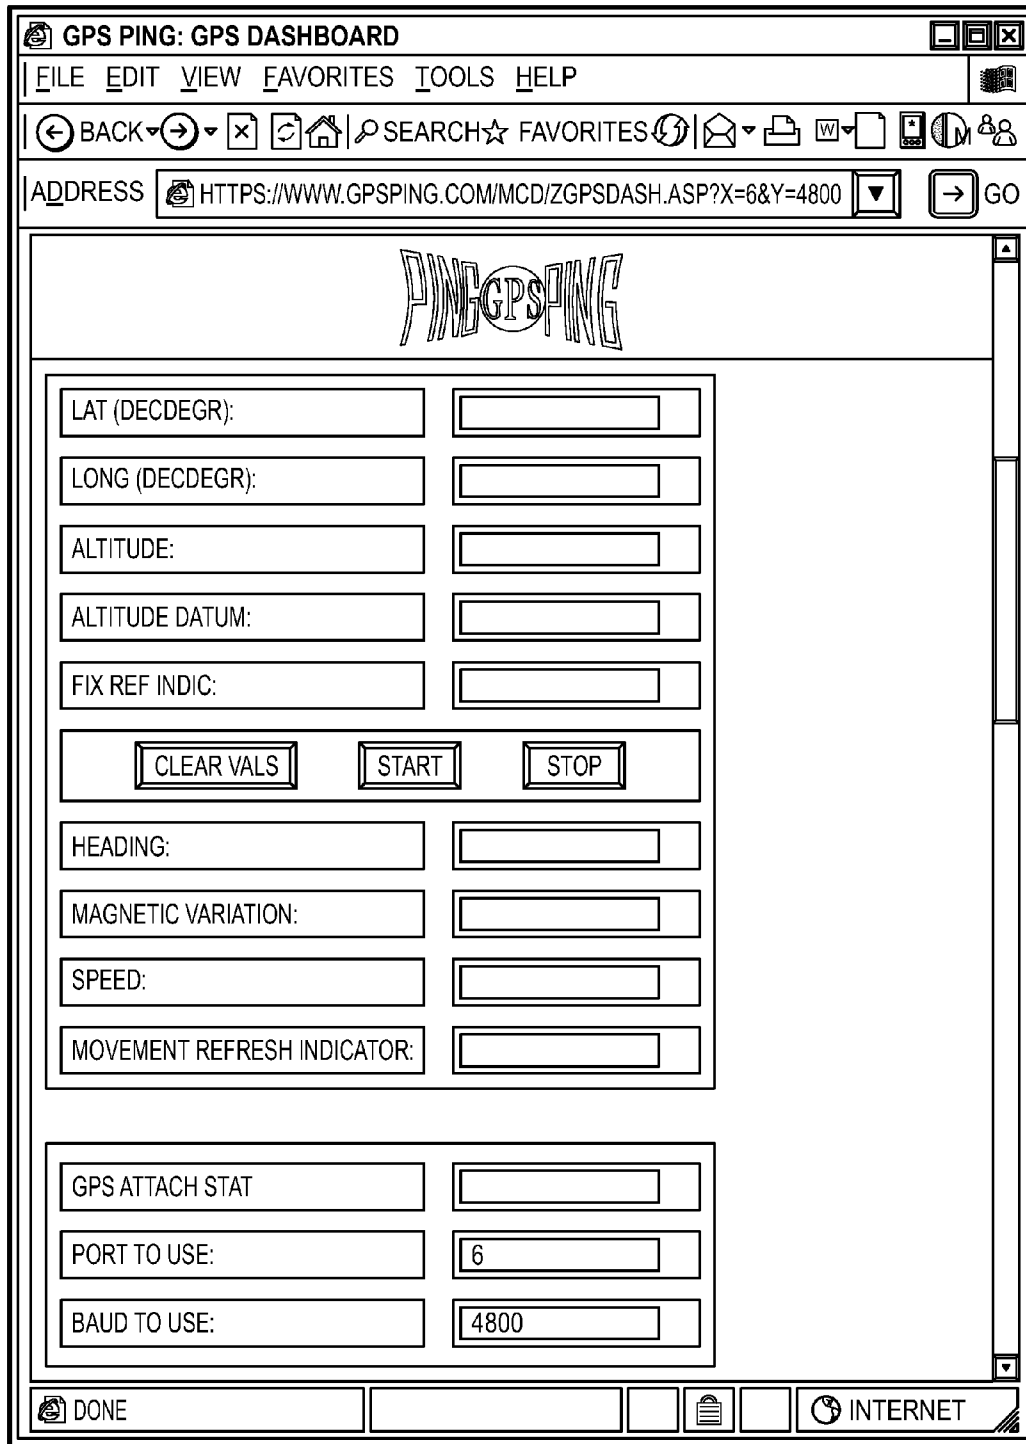 GPS PING: GPS DASHBOARD
FILE EDIT VIEW FAVORITES TOOLS HELP
BACK SEARCH FAVORITES W M
ADDRESS HTTPS://WWW.GPSPING.COM/MCD/ZGPSDASH.ASP?X=6&Y=4800 GO
PING GPS PING
LAT (DECDEGR):
LONG (DECDEGR):
ALTITUDE:
ALTITUDE DATUM:
FIX REF INDIC:
CLEAR VALS START STOP
HEADING:
MAGNETIC VARIATION:
SPEED:
MOVEMENT REFRESH INDICATOR:
GPS ATTACH STAT
PORT TO USE: 6
BAUD TO USE: 4800
DONE INTERNET